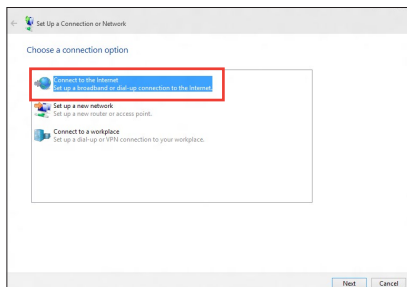 Set Up a Connection or Network
Choose a connection option
Connect to the Internet
Set up a broadband or dial-up connection to the Internet.
Set up a new network
Set up a new router or access point.
Connect to a workplace
Set up a dial-up or VPN connection to your workplace.
Next Cancel